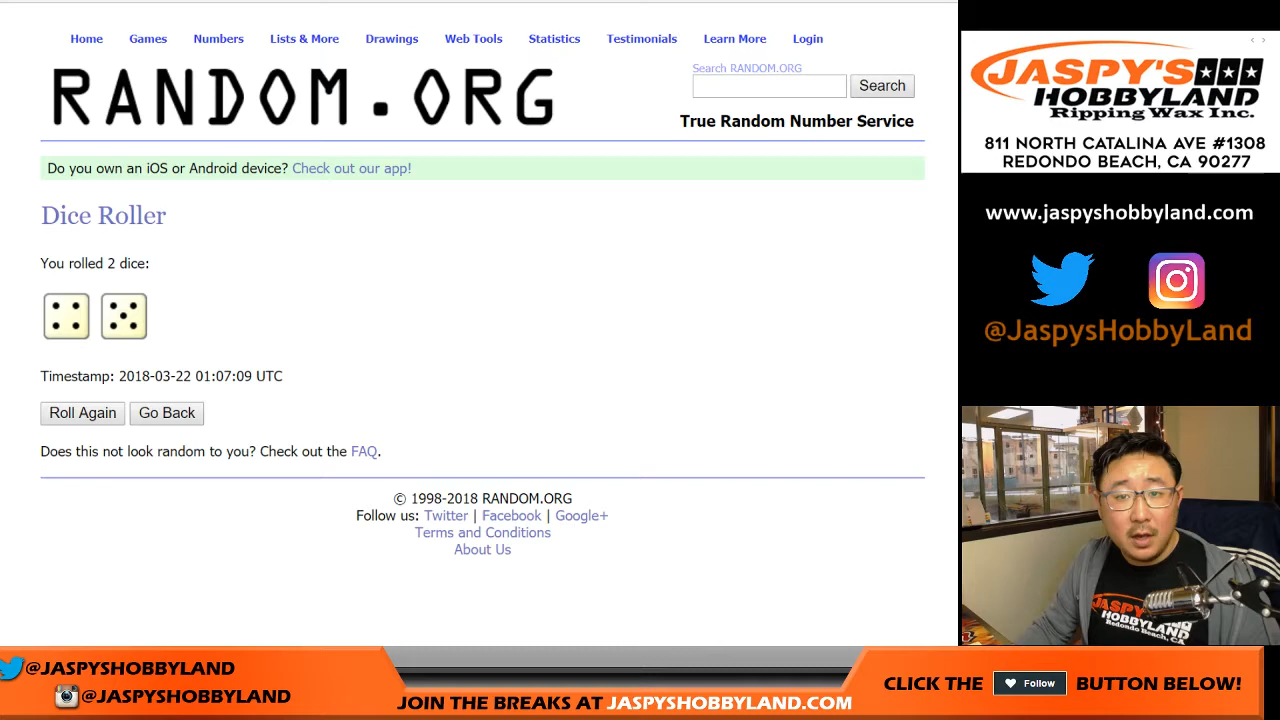 Home Games Numbers Lists & More Drawings Web Tools Statistics Testimonials Learn More Login
RANDOM.ORG
Search RANDOM.ORG
Search
True Random Number Service
Do you own an iOS or Android device? Check out our app!
Dice Roller
You rolled 2 dice:
Timestamp: 2018-03-22 01:07:09 UTC
Roll Again Go Back
Does this not look random to you? Check out the FAQ.
© 1998-2018 RANDOM.ORG
Follow us: Twitter | Facebook | Google+
Terms and Conditions
About Us
JASPY'S
HOBBYLAND
Ripping Wax Inc.
811 NORTH CATALINA AVE #1308
REDONDO BEACH, CA 90277
www.jaspyshobbyland.com
@JaspysHobbyLand
JASPY'S
HOBBYLAND
Redondo Beach, CA
@JASPYSHOBBYLAND
@JASPYSHOBBYLAND
JOIN THE BREAKS AT JASPYSHOBBYLAND.COM
CLICK THE Follow BUTTON BELOW!